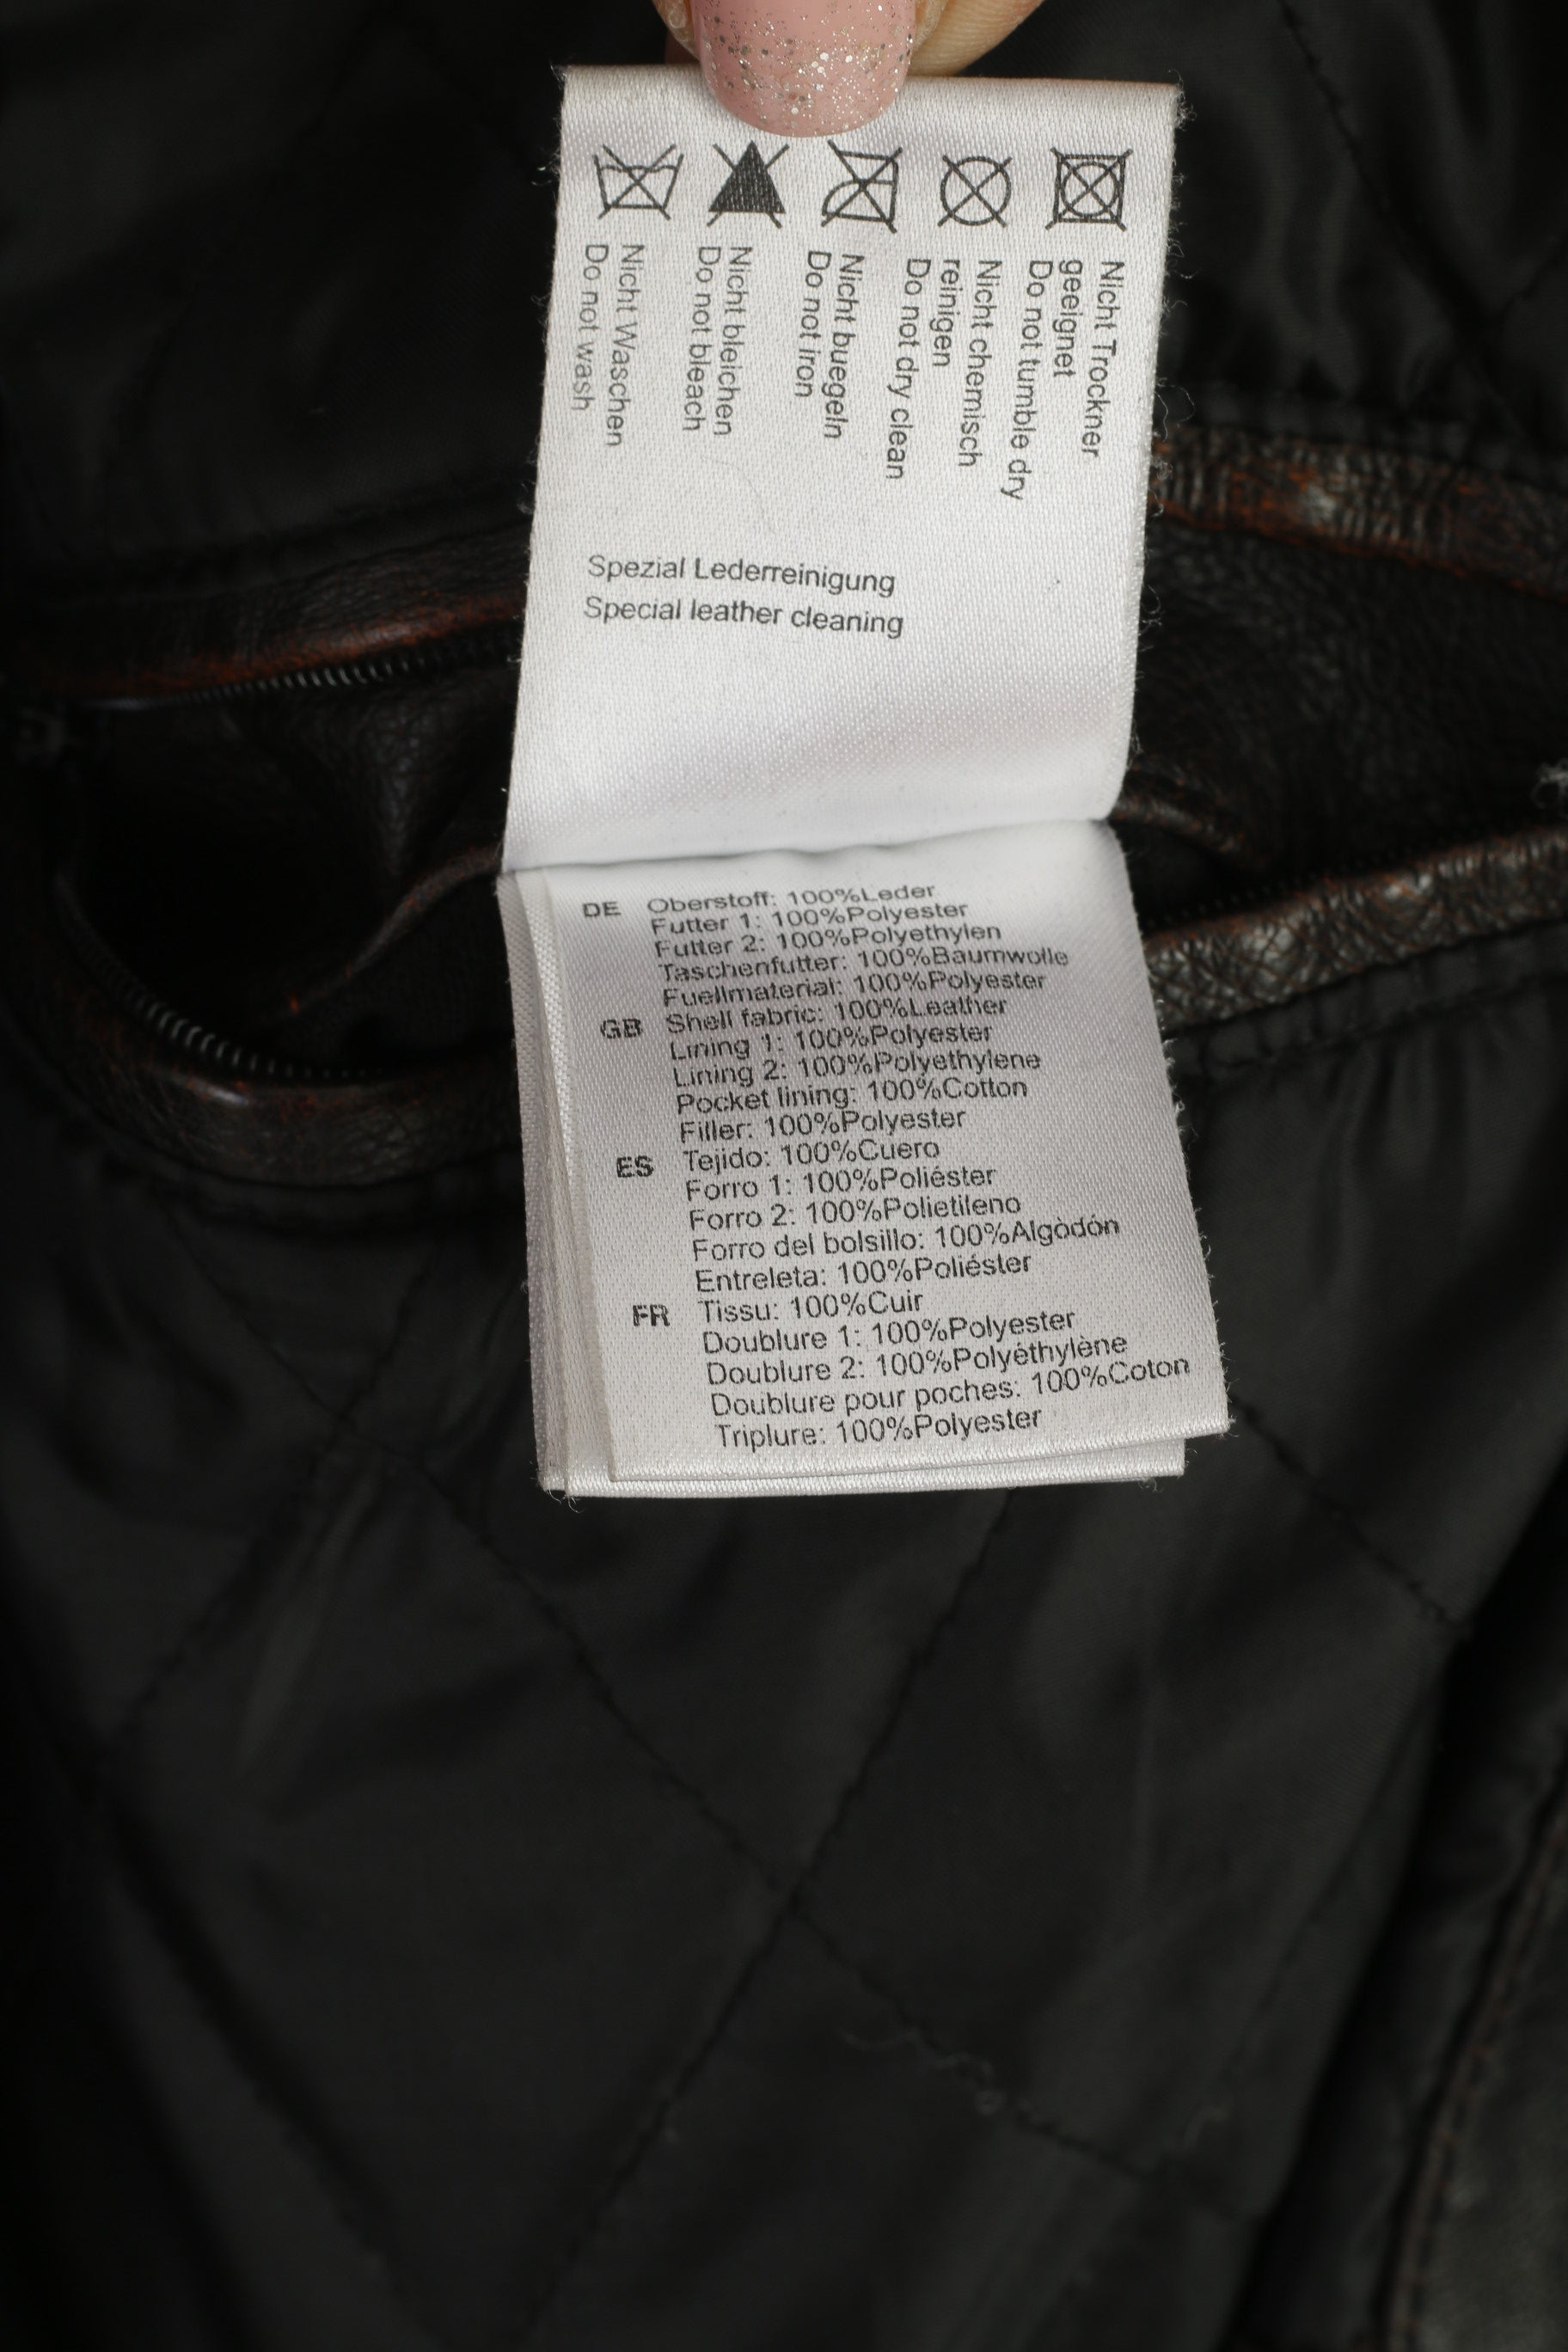 Nicht Waschen
Do not wash
Nicht bleichen
Do not bleach
Nicht buegeln
Do not iron
Nicht chemisch
reinigen
Do not dry clean
Nicht Trockner
geeignet
Do not tumble dry
Spezial Lederreinigung
Special leather cleaning
DE Oberstoff: 100%Leder
Futter 1: 100%Polyester
Futter 2: 100%Polyethylen
Taschenfutter: 100%Baumwolle
Fuellmaterial: 100%Polyester
GB Shell fabric: 100%Leather
Lining 1: 100%Polyester
Lining 2: 100%Polyethylene
Pocket lining: 100%Cotton
Filler: 100%Polyester
ES Tejido: 100%Cuero
Forro 1: 100%Poliéster
Forro 2: 100%Polietileno
Forro del bolsillo: 100%Algòdón
Entreleta: 100%Poliéster
FR Tissu: 100%Cuir
Doublure 1: 100%Polyester
Doublure 2: 100%Polyéthylène
Doublure pour poches: 100%Coton
Triplure: 100%Polyester